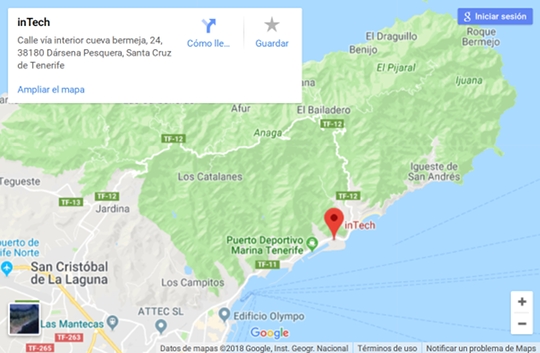 inTech
Calle vía interior cueva bermeja, 24,
38180 Dársena Pesquera, Santa Cruz
de Tenerife
Ampliar el mapa
Cómo lle...
Guardar
Iniciar sesión
Roque
Bermejo
El Draguillo
Benijo
El Pijaral
Ijuana
Afur
El Bailadero
TF-12
Anaga
TF-12
Igueste de
San Andrés
Los Catalanes
Tegueste
TF-13
TF-12
Jardina
TF-12
inTech
Puerto Deportivo
Marina Tenerife
TF-11
erto de
ife Norte
San Cristóbal
de La Laguna
Los Campitos
ATTEC SL
Edificio Olympo
Las Mantecas
TF-263
TF-265
Google
+
−
Datos de mapas ©2018 Google, Inst. Geogr. Nacional
Términos de uso
Notificar un problema de Maps